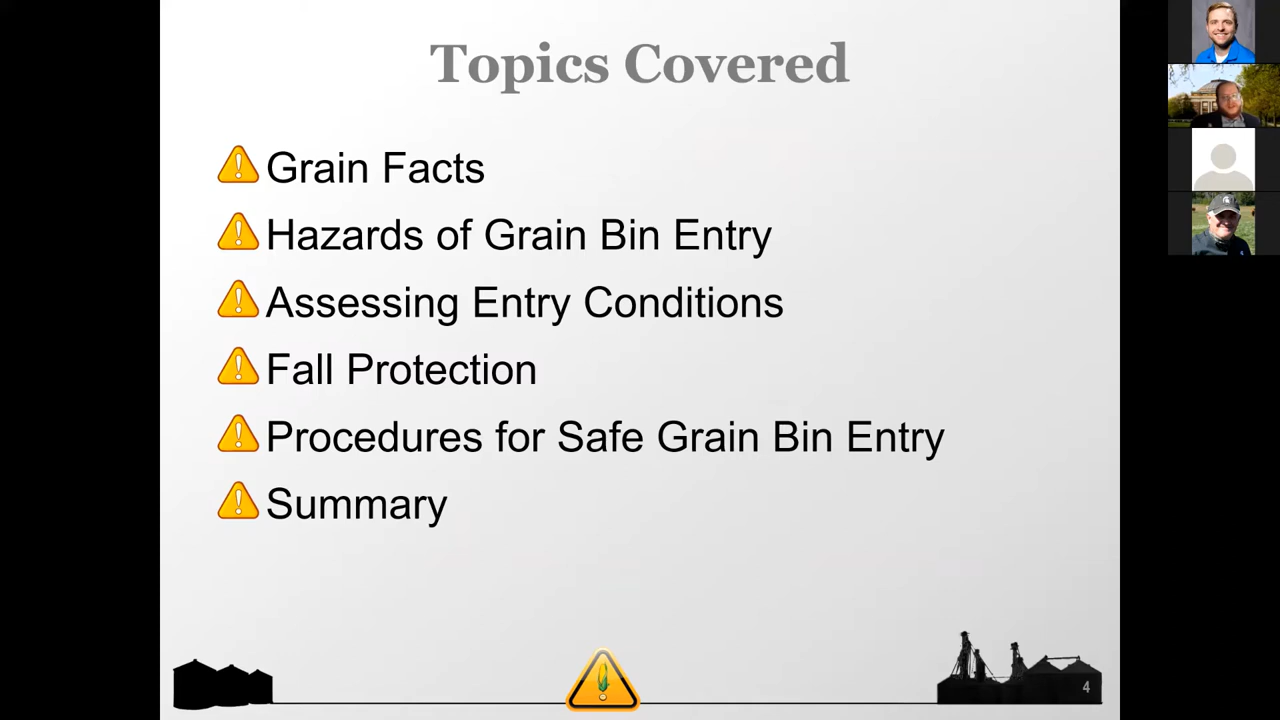 Topics Covered
Grain Facts
Hazards of Grain Bin Entry
Assessing Entry Conditions
Fall Protection
Procedures for Safe Grain Bin Entry
Summary
4